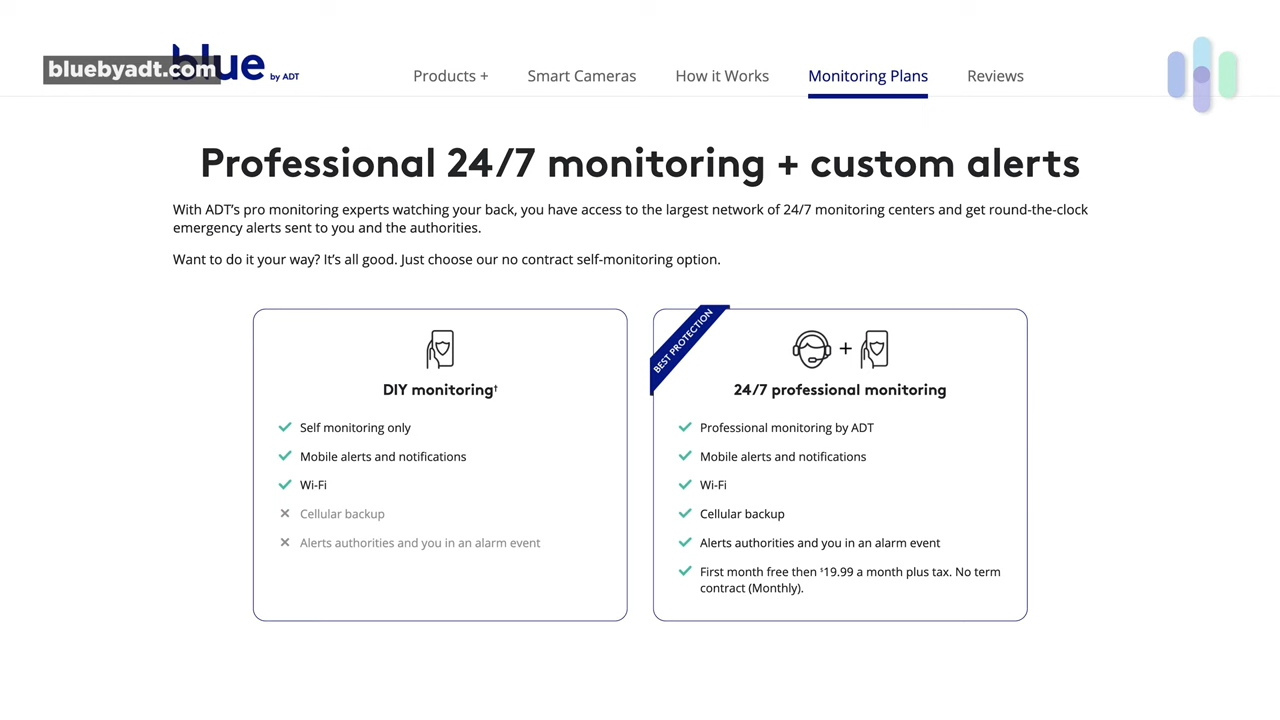 bluebyadt.com
blue by ADT
Products +
Smart Cameras
How it Works
Monitoring Plans
Reviews
Professional 24/7 monitoring + custom alerts
With ADT’s pro monitoring experts watching your back, you have access to the largest network of 24/7 monitoring centers and get round-the-clock
emergency alerts sent to you and the authorities.
Want to do it your way? It’s all good. Just choose our no contract self-monitoring option.
DIY monitoring†
Self monitoring only
Mobile alerts and notifications
Wi-Fi
Cellular backup
Alerts authorities and you in an alarm event
BEST PROTECTION
24/7 professional monitoring
Professional monitoring by ADT
Mobile alerts and notifications
Wi-Fi
Cellular backup
Alerts authorities and you in an alarm event
First month free then $19.99 a month plus tax. No term
contract (Monthly).